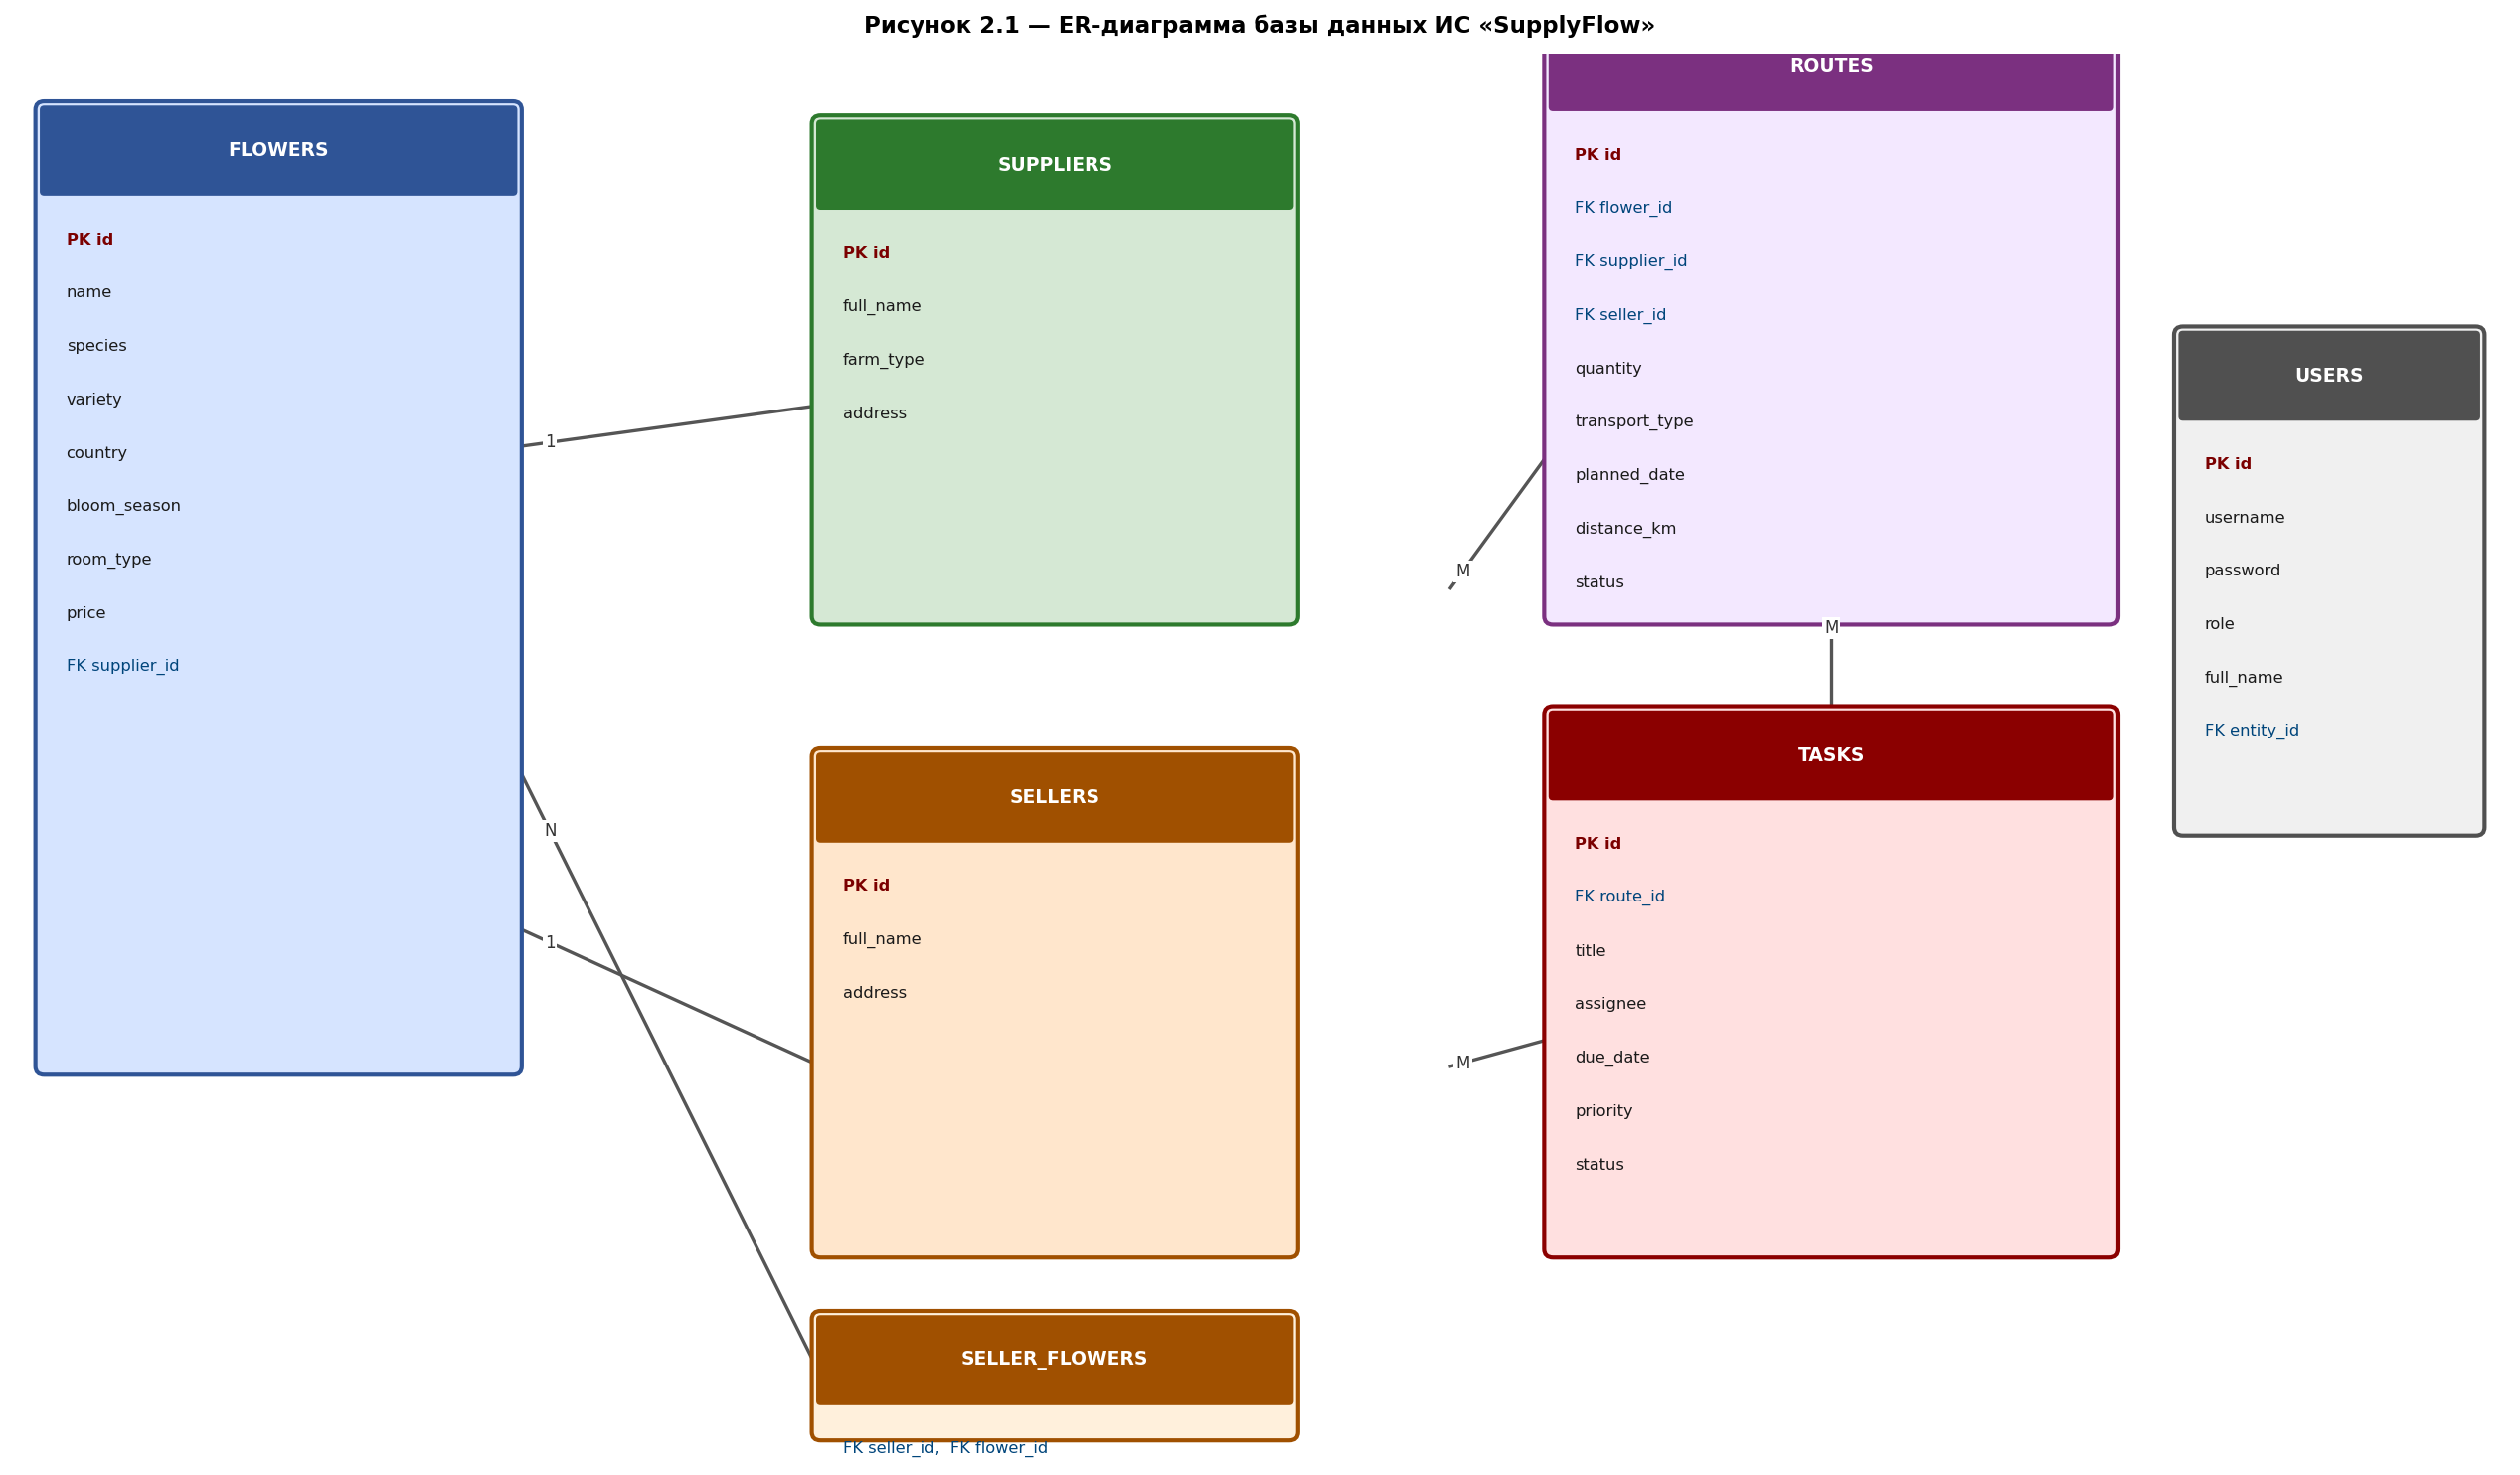 Рисунок 2.1 — ER-диаграмма базы данных ИС «SupplyFlow»
FLOWERS
PK id
name
species
variety
country
bloom_season
room_type
price
FK supplier_id
1
N
1
SUPPLIERS
PK id
full_name
farm_type
address
SELLERS
PK id
full_name
address
SELLER_FLOWERS
FK seller_id,  FK flower_id
M
M
M
ROUTES
PK id
FK flower_id
FK supplier_id
FK seller_id
quantity
transport_type
planned_date
distance_km
status
TASKS
PK id
FK route_id
title
assignee
due_date
priority
status
USERS
PK id
username
password
role
full_name
FK entity_id